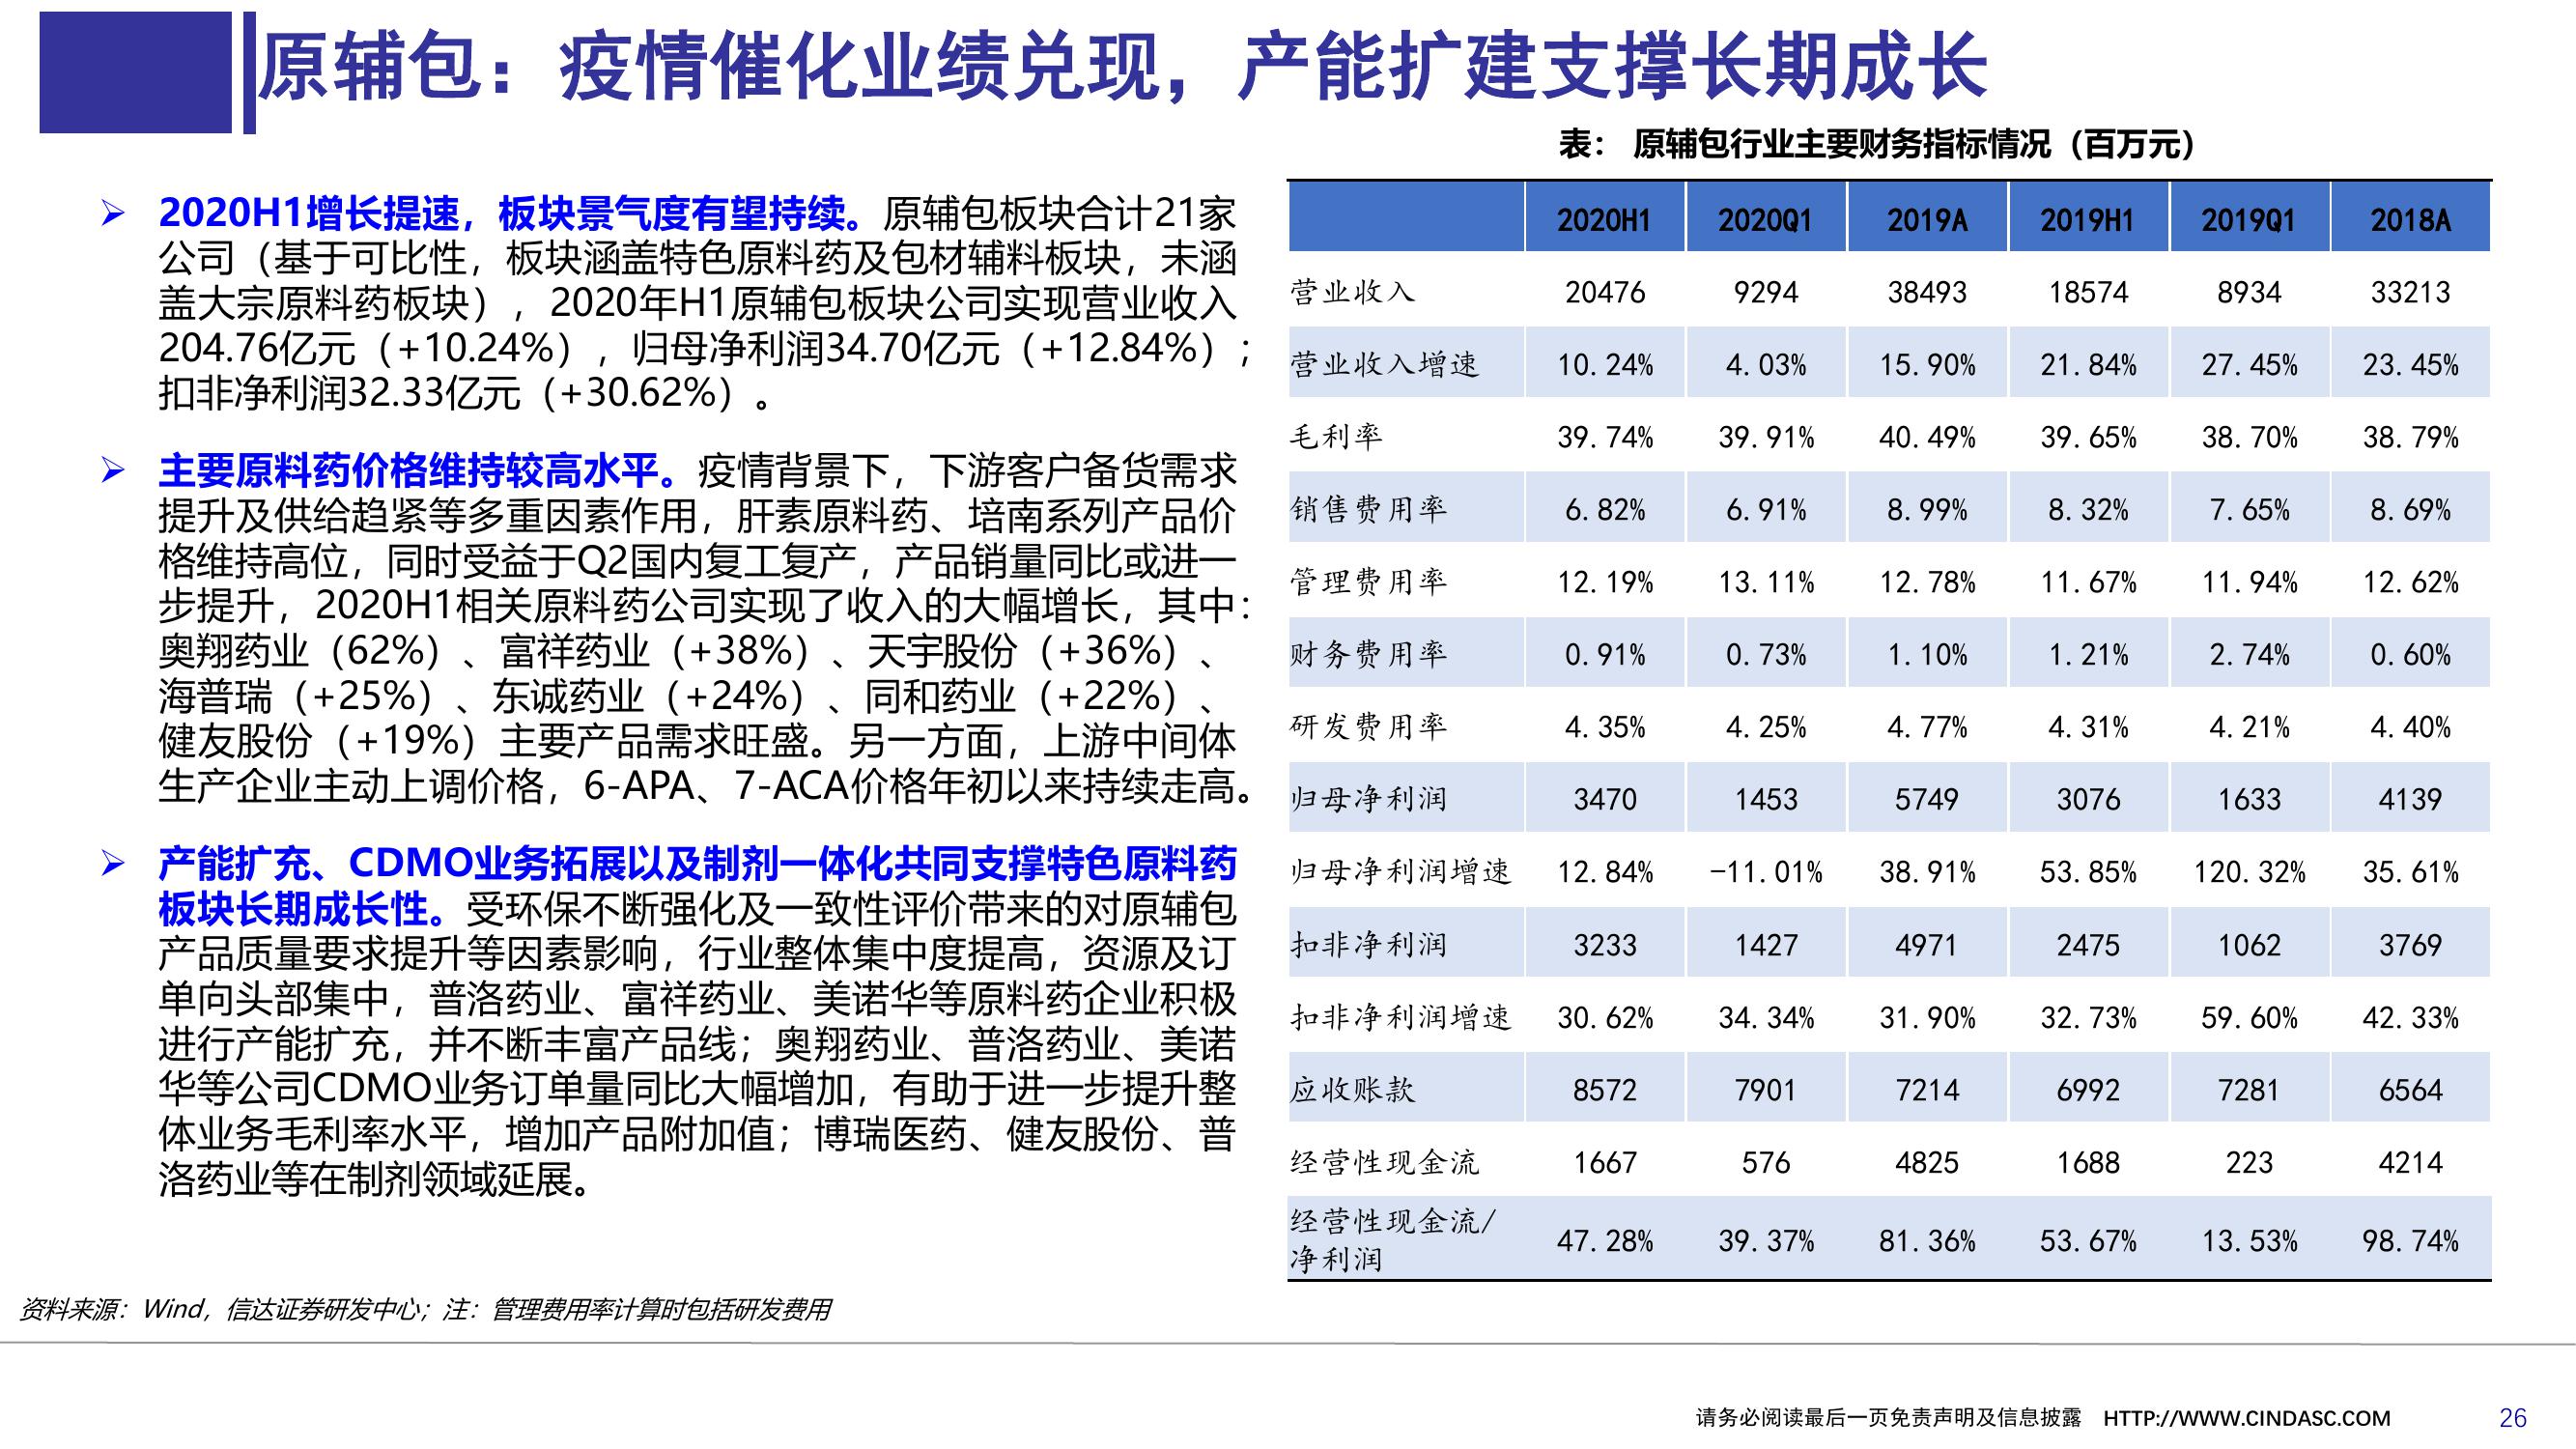 原辅包：疫情催化业绩兑现，产能扩建支撑长期成长
➢ 2020H1增长提速，板块景气度有望持续。原辅包板块合计21家
公司（基于可比性，板块涵盖特色原料药及包材辅料板块，未涵
盖大宗原料药板块），2020年H1原辅包板块公司实现营业收入
204.76亿元（+10.24%），归母净利润34.70亿元（+12.84%）；
扣非净利润32.33亿元（+30.62%）。
➢ 主要原料药价格维持较高水平。疫情背景下，下游客户备货需求
提升及供给趋紧等多重因素作用，肝素原料药、培南系列产品价
格维持高位，同时受益于Q2国内复工复产，产品销量同比或进一
步提升，2020H1相关原料药公司实现了收入的大幅增长，其中：
奥翔药业（62%）、富祥药业（+38%）、天宇股份（+36%）、
海普瑞（+25%）、东诚药业（+24%）、同和药业（+22%）、
健友股份（+19%）主要产品需求旺盛。另一方面，上游中间体
生产企业主动上调价格，6-APA、7-ACA价格年初以来持续走高。
➢ 产能扩充、CDMO业务拓展以及制剂一体化共同支撑特色原料药
板块长期成长性。受环保不断强化及一致性评价带来的对原辅包
产品质量要求提升等因素影响，行业整体集中度提高，资源及订
单向头部集中，普洛药业、富祥药业、美诺华等原料药企业积极
进行产能扩充，并不断丰富产品线；奥翔药业、普洛药业、美诺
华等公司CDMO业务订单量同比大幅增加，有助于进一步提升整
体业务毛利率水平，增加产品附加值；博瑞医药、健友股份、普
洛药业等在制剂领域延展。
表： 原辅包行业主要财务指标情况（百万元）
2020H1 2020Q1 2019A 2019H1 2019Q1 2018A
营业收入 20476 9294 38493 18574 8934 33213
营业收入增速 10.24% 4.03% 15.90% 21.84% 27.45% 23.45%
毛利率 39.74% 39.91% 40.49% 39.65% 38.70% 38.79%
销售费用率 6.82% 6.91% 8.99% 8.32% 7.65% 8.69%
管理费用率 12.19% 13.11% 12.78% 11.67% 11.94% 12.62%
财务费用率 0.91% 0.73% 1.10% 1.21% 2.74% 0.60%
研发费用率 4.35% 4.25% 4.77% 4.31% 4.21% 4.40%
归母净利润 3470 1453 5749 3076 1633 4139
归母净利润增速 12.84% -11.01% 38.91% 53.85% 120.32% 35.61%
扣非净利润 3233 1427 4971 2475 1062 3769
扣非净利润增速 30.62% 34.34% 31.90% 32.73% 59.60% 42.33%
应收账款 8572 7901 7214 6992 7281 6564
经营性现金流 1667 576 4825 1688 223 4214
经营性现金流/
净利润 47.28% 39.37% 81.36% 53.67% 13.53% 98.74%
资料来源：Wind，信达证券研发中心；注：管理费用率计算时包括研发费用
请务必阅读最后一页免责声明及信息披露 HTTP://WWW.CINDASC.COM 26